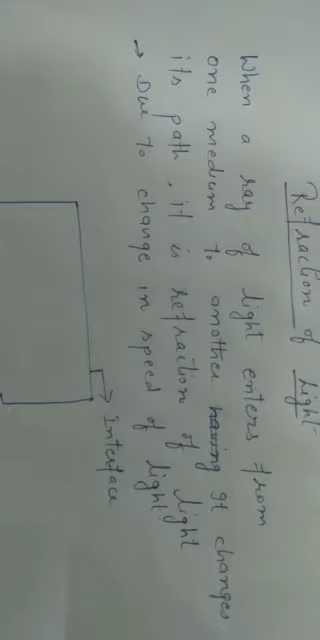 Refraction of light
When a ray of light enters from
one medium to another having it changes
its path, it is refraction of light
→ Due to change in speed of light
→ Interface